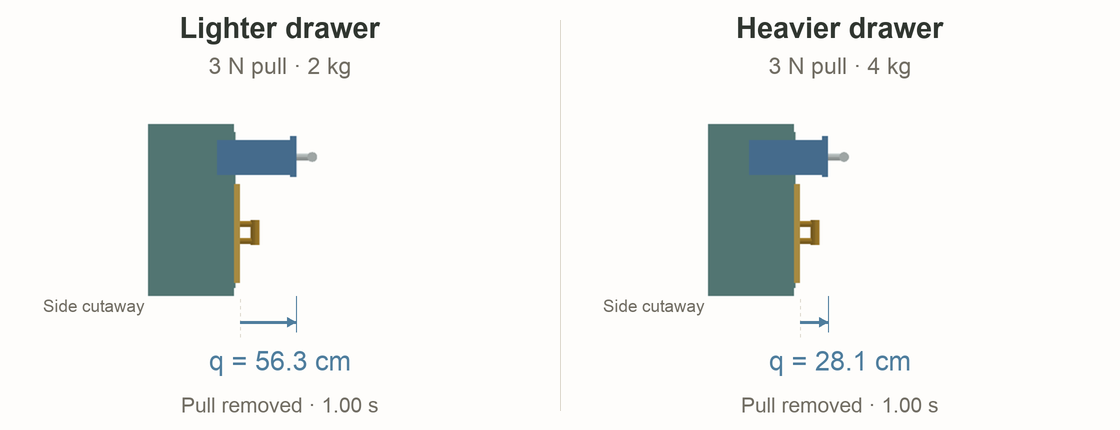 Lighter drawer
3 N pull · 2 kg
Side cutaway
q = 56.3 cm
Pull removed · 1.00 s
Heavier drawer
3 N pull · 4 kg
Side cutaway
q = 28.1 cm
Pull removed · 1.00 s